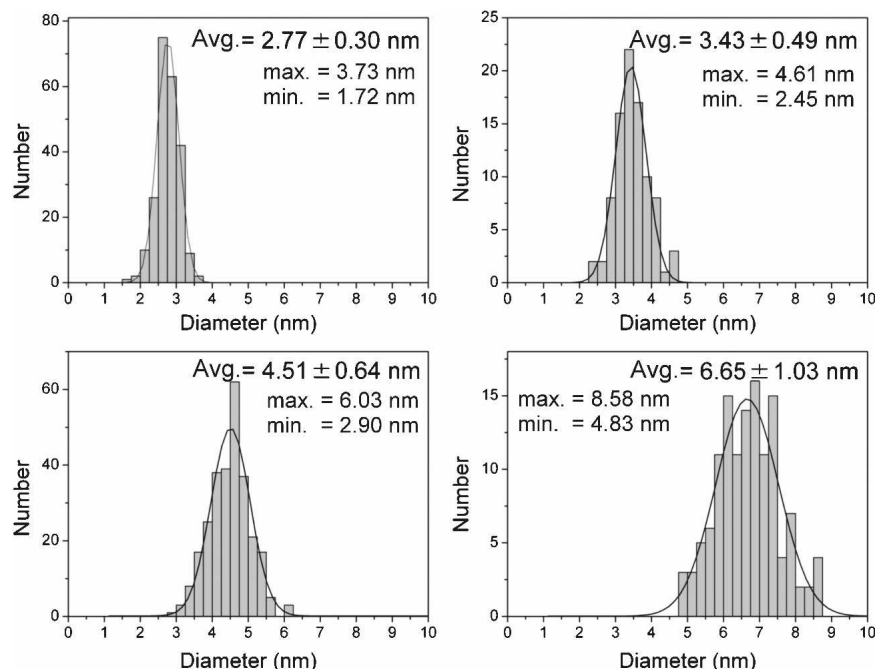 80
60
40
20
0
Number
Avg.= 2.77 ± 0.30 nm
max. = 3.73 nm
min. = 1.72 nm
0 1 2 3 4 5 6 7 8 9 10
Diameter (nm)
25
20
15
10
5
0
Number
Avg.= 3.43 ± 0.49 nm
max. = 4.61 nm
min. = 2.45 nm
0 1 2 3 4 5 6 7 8 9 10
Diameter (nm)
60
40
20
0
Number
Avg.= 4.51 ± 0.64 nm
max. = 6.03 nm
min. = 2.90 nm
0 1 2 3 4 5 6 7 8 9 10
Diameter (nm)
15
10
5
0
Number
Avg.= 6.65 ± 1.03 nm
max. = 8.58 nm
min. = 4.83 nm
0 1 2 3 4 5 6 7 8 9 10
Diameter (nm)